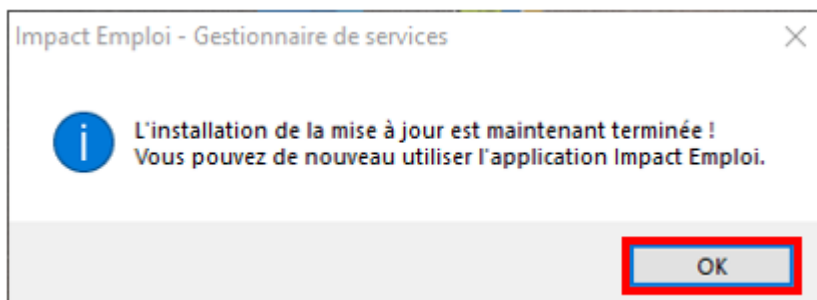 Impact Emploi - Gestionnaire de services
L'installation de la mise à jour est maintenant terminée !
Vous pouvez de nouveau utiliser l'application Impact Emploi.
OK